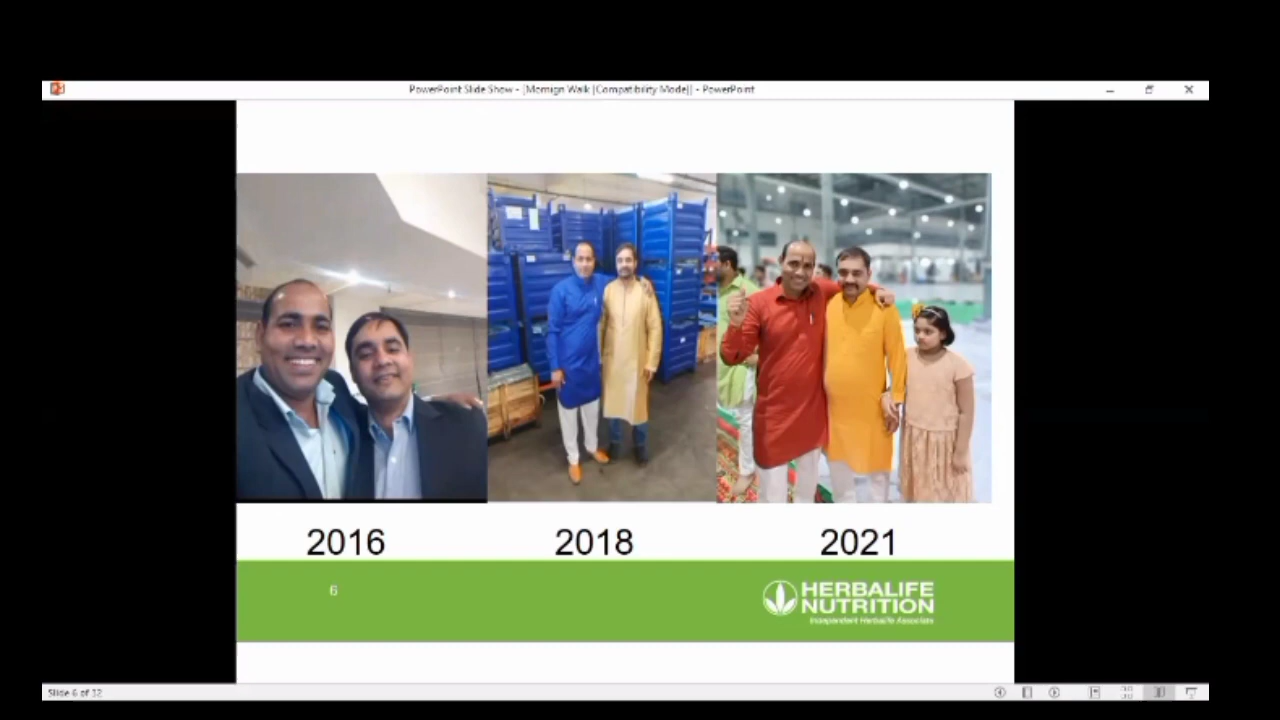 PowerPoint Slide Show - [Mornign Walk [Compatibility Mode]] - PowerPoint
2016
2018
2021
6
HERBALIFE
NUTRITION
Independent Herbalife Associate
Slide 6 of 32